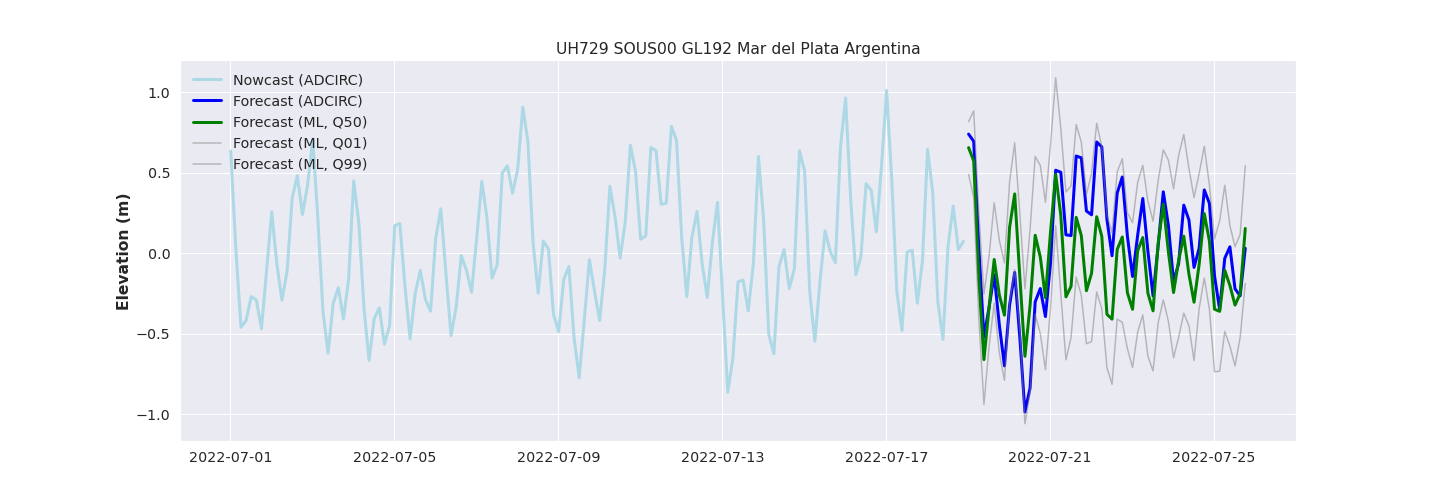 UH729 SOUS00 GL192 Mar del Plata Argentina
Nowcast (ADCIRC)
Forecast (ADCIRC)
Forecast (ML, Q50)
Forecast (ML, Q01)
Forecast (ML, Q99)
Elevation (m)
1.0
0.5
0.0
−0.5
−1.0
2022-07-01
2022-07-05
2022-07-09
2022-07-13
2022-07-17
2022-07-21
2022-07-25